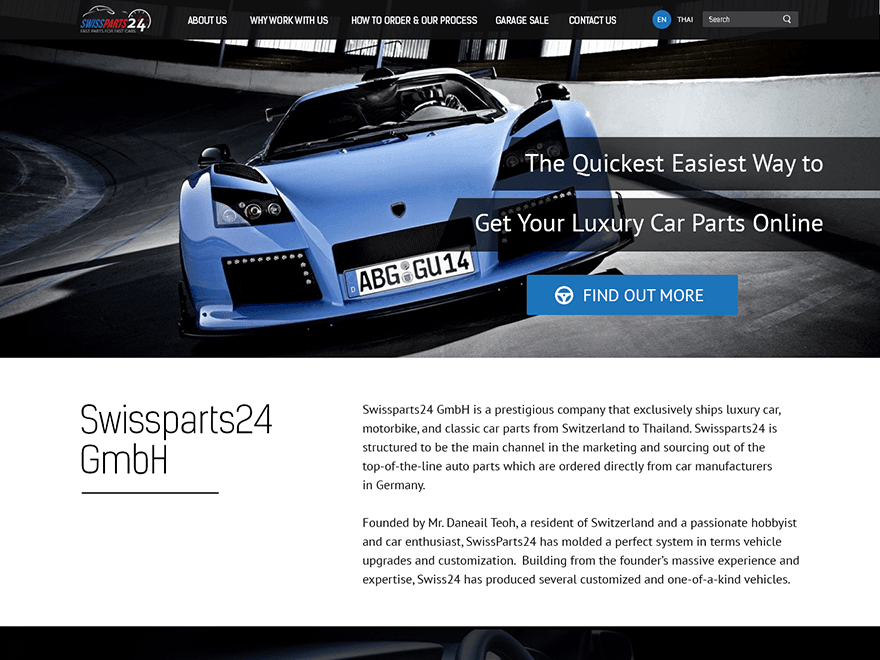 SWISSPARTS24
FAST PARTS FOR FAST CARS
ABOUT US
WHY WORK WITH US
HOW TO ORDER & OUR PROCESS
GARAGE SALE
CONTACT US
EN
THAI
Search
The Quickest Easiest Way to
Get Your Luxury Car Parts Online
D ABG GU14
FIND OUT MORE
Swissparts24
GmbH
Swissparts24 GmbH is a prestigious company that exclusively ships luxury car,
motorbike, and classic car parts from Switzerland to Thailand. Swissparts24 is
structured to be the main channel in the marketing and sourcing out of the
top-of-the-line auto parts which are ordered directly from car manufacturers
in Germany.
Founded by Mr. Daneail Teoh, a resident of Switzerland and a passionate hobbyist
and car enthusiast, SwissParts24 has molded a perfect system in terms vehicle
upgrades and customization. Building from the founder's massive experience and
expertise, Swiss24 has produced several customized and one-of-a-kind vehicles.